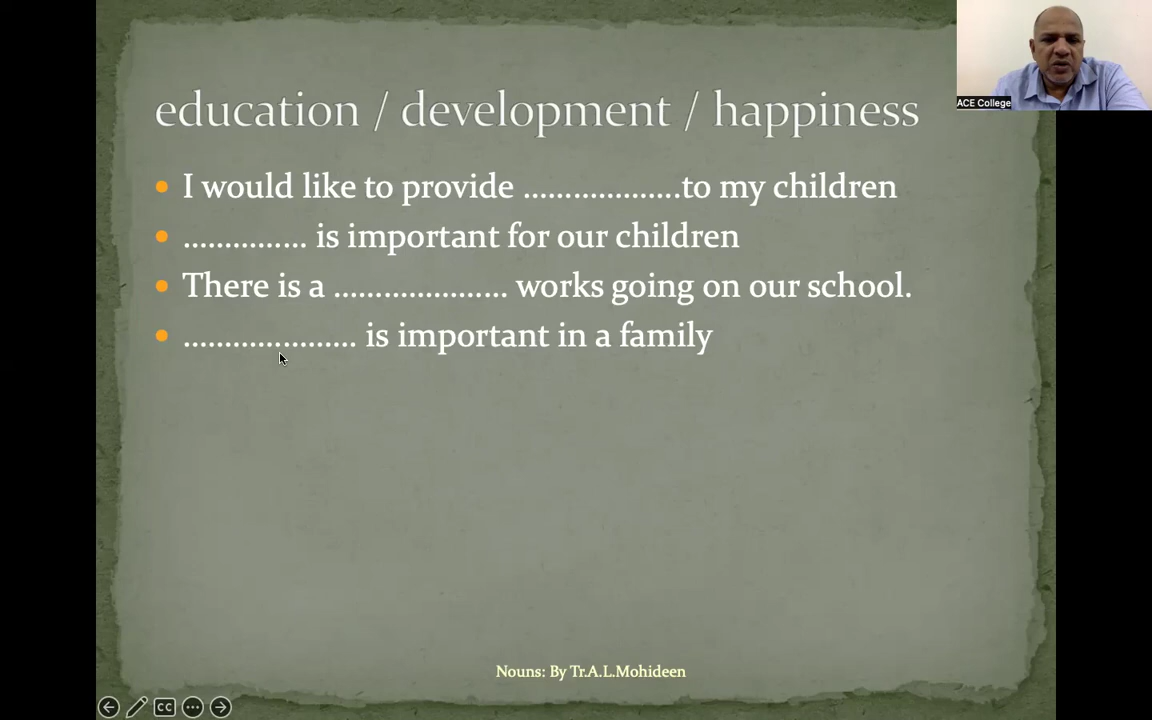 education / development / happiness
ACE College
I would like to provide ...................to my children
............... is important for our children
There is a ..................... works going on our school.
..................... is important in a family
Nouns: By Tr.A.L.Mohideen
CC